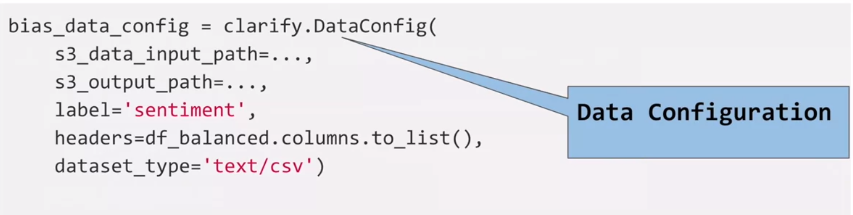 bias_data_config = clarify.DataConfig(
    s3_data_input_path=...,
    s3_output_path=...,
    label='sentiment',
    headers=df_balanced.columns.to_list(),
    dataset_type='text/csv')
Data Configuration